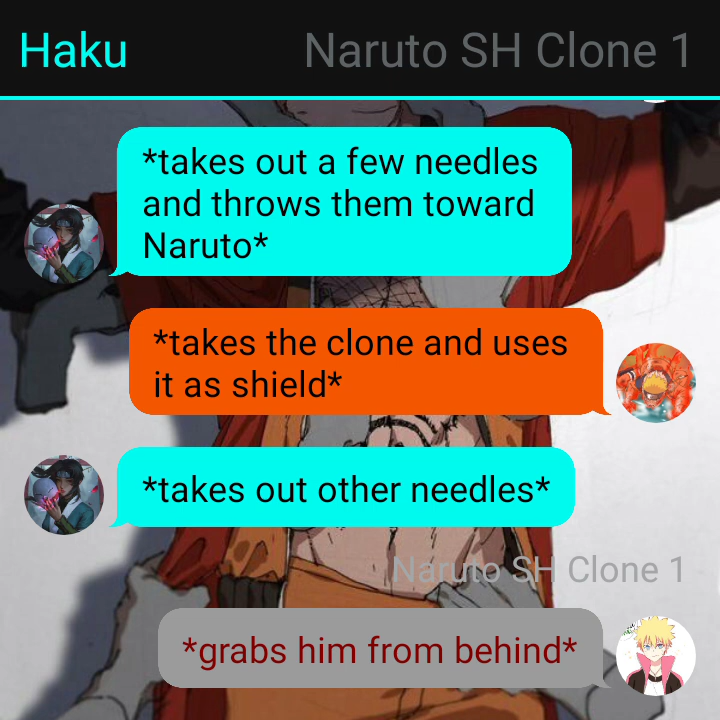 Haku
Naruto SH Clone 1
*takes out a few needles
and throws them toward
Naruto*
*takes the clone and uses
it as shield*
*takes out other needles*
Naruto SH Clone 1
*grabs him from behind*